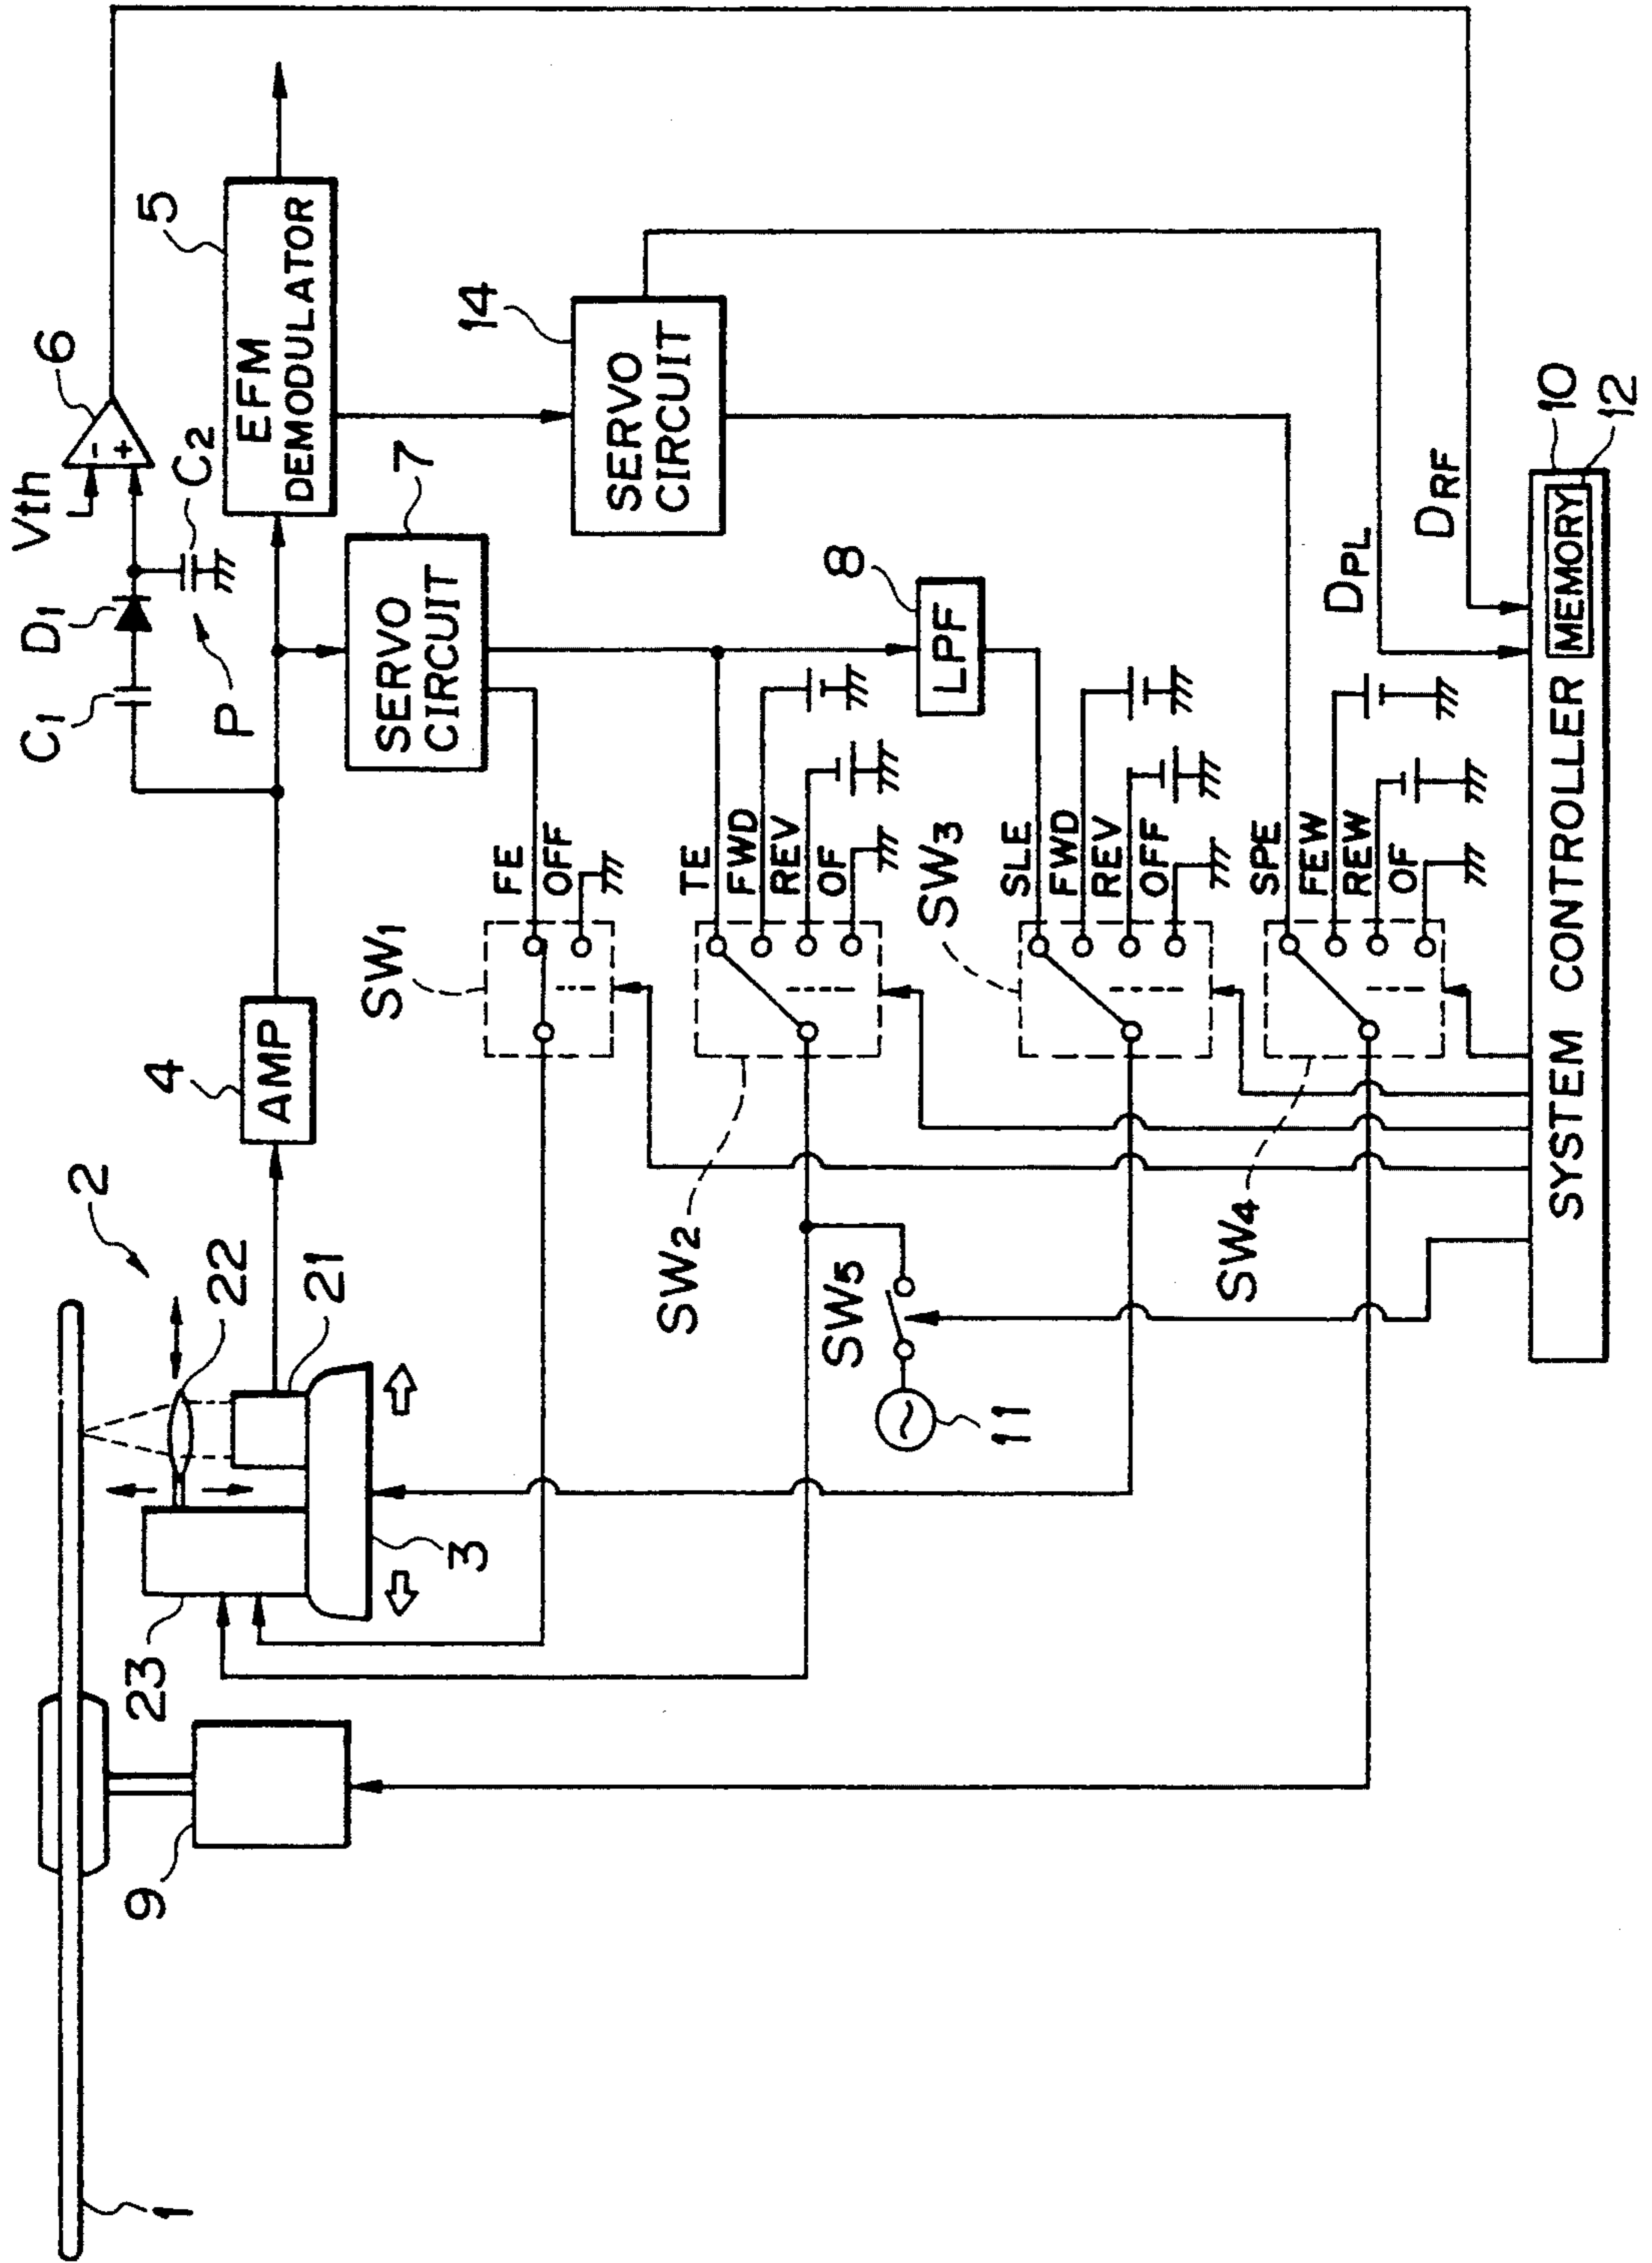 1
9
23
3
2
22
21
4
AMP
C1
D1
P
C2
Vth
6
5
EFM
DEMODULATOR
7
SERVO
CIRCUIT
14
SERVO
CIRCUIT
8
LPF
SW1
FE
OFF
SW2
TE
FWD
REV
OF
SW5
11
SW3
SLE
FWD
REV
OFF
SW4
SPE
FEW
REW
OF
DPL
DRF
SYSTEM CONTROLLER
MEMORY
10
12